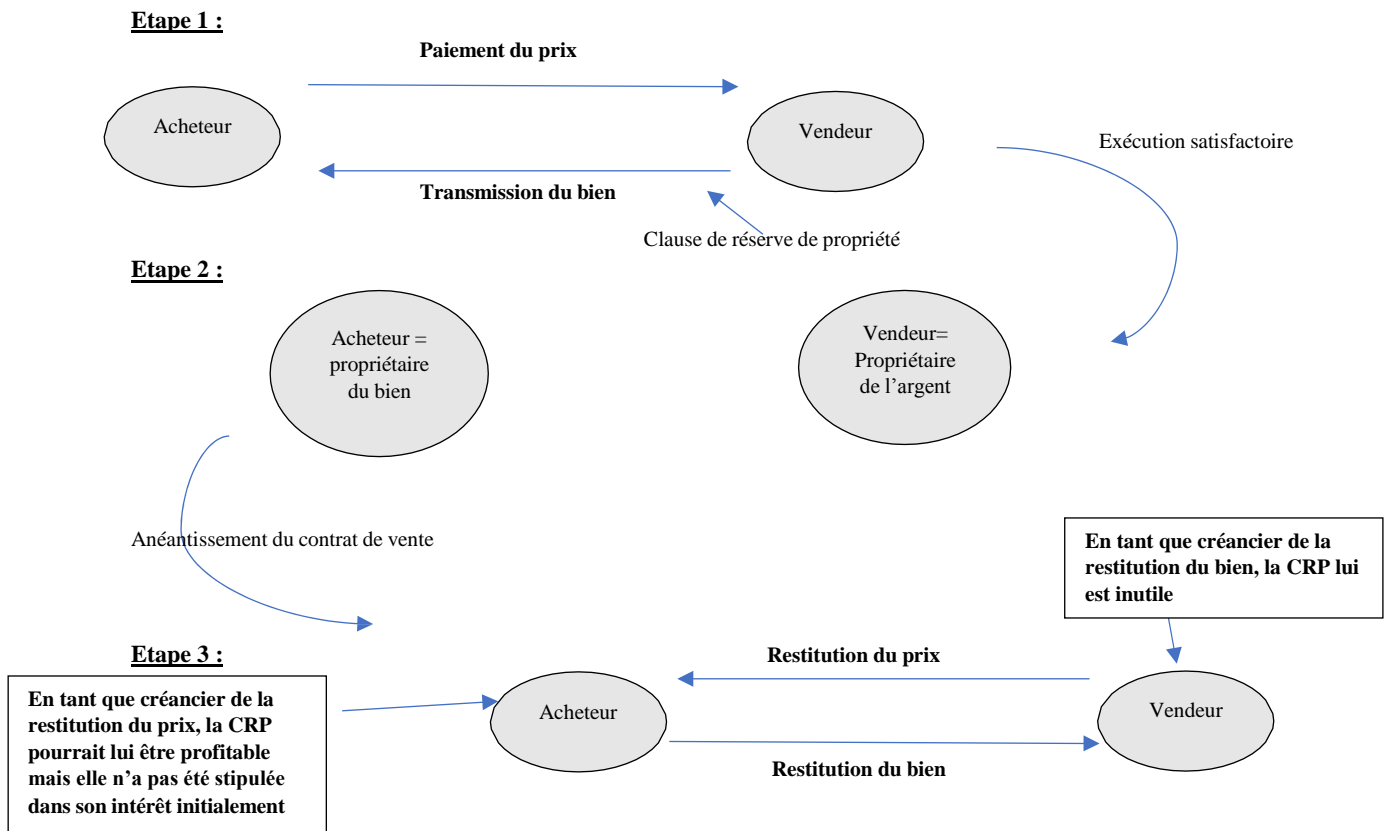 Etape 1 :
Paiement du prix
Acheteur
Vendeur
Exécution satisfaisante
Transmission du bien
Clause de réserve de propriété
Etape 2 :
Acheteur =
propriétaire
du bien
Vendeur=
Propriétaire
de l’argent
Anéantissement du contrat de vente
En tant que créancier de la
restitution du bien, la CRP lui
est inutile
Etape 3 :
Restitution du prix
En tant que créancier de la
restitution du prix, la CRP
pourrait lui être profitable
mais elle n’a pas été stipulée
dans son intérêt initialement
Acheteur
Vendeur
Restitution du bien